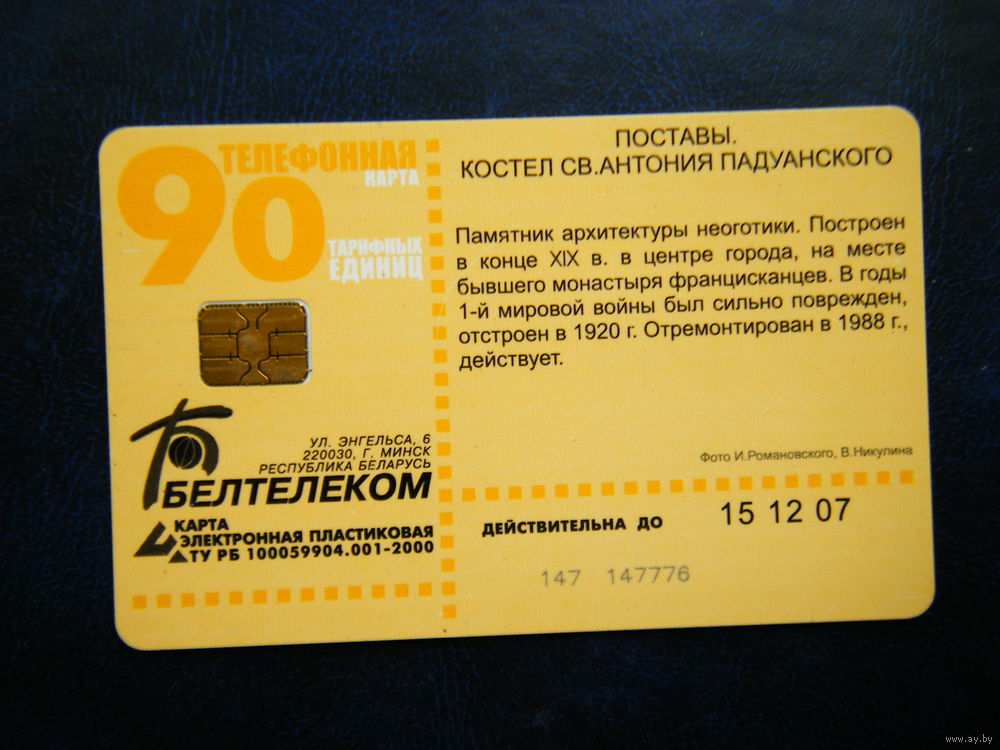 90
ТЕЛЕФОННАЯ
КАРТА
ТАРИФНЫХ
ЕДИНИЦ
УЛ. ЭНГЕЛЬСА, 6
220030, Г. МИНСК
РЕСПУБЛИКА БЕЛАРУСЬ
БЕЛТЕЛЕКОМ
КАРТА
ЭЛЕКТРОННАЯ ПЛАСТИКОВАЯ
ТУ РБ 100059904.001-2000
ПОСТАВЫ.
КОСТЕЛ СВ.АНТОНИЯ ПАДУАНСКОГО
Памятник архитектуры неоготики. Построен
в конце XIX в. в центре города, на месте
бывшего монастыря францисканцев. В годы
1-й мировой войны был сильно поврежден,
отстроен в 1920 г. Отремонтирован в 1988 г.,
действует.
Фото И.Романовского, В.Никулина
ДЕЙСТВИТЕЛЬНА ДО 15 12 07
147 147776
www.ay.by